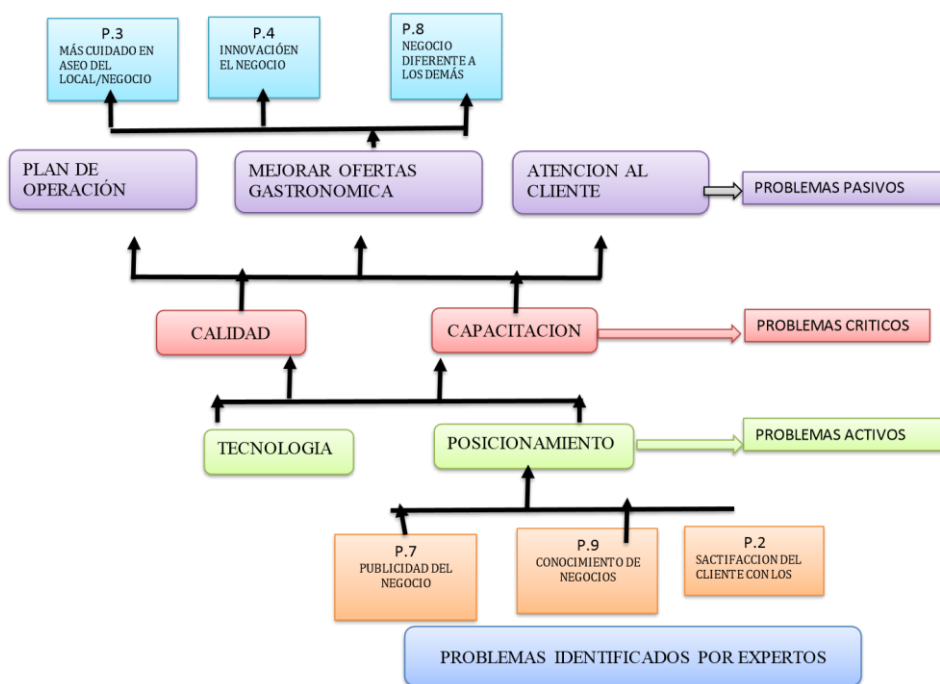 P.3
MÁS CUIDADO EN
ASEO DEL
LOCAL/NEGOCIO
P.4
INNOVACIÓEN
EL NEGOCIO
P.8
NEGOCIO
DIFERENTE A
LOS DEMÁS
PLAN DE
OPERACIÓN
MEJORAR OFERTAS
GASTRONOMICA
ATENCION AL
CLIENTE
PROBLEMAS PASIVOS
CALIDAD
CAPACITACION
PROBLEMAS CRITICOS
TECNOLOGIA
POSICIONAMIENTO
PROBLEMAS ACTIVOS
P.7
PUBLICIDAD DEL
NEGOCIO
P.9
CONOCIMIENTO DE
NEGOCIOS
P.2
SACTIFACCION DEL
CLIENTE CON LOS
PROBLEMAS IDENTIFICADOS POR EXPERTOS